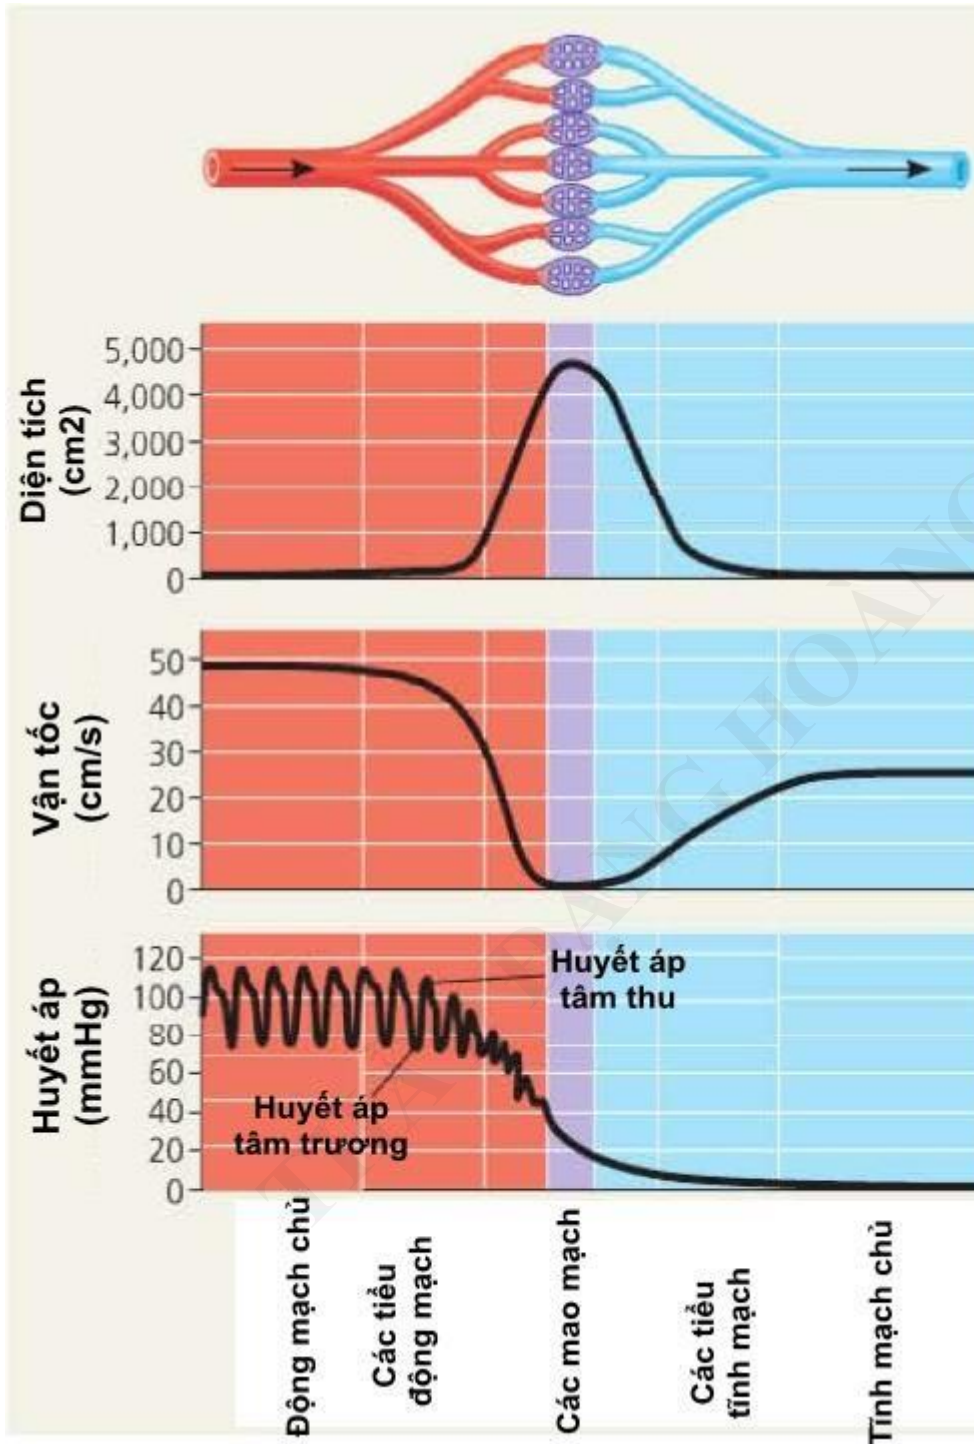 5,000
4,000
3,000
2,000
1,000
0
Diện tích
(cm2)
50
40
30
20
10
0
Vận tốc
(cm/s)
120
100
80
60
40
20
0
Huyết áp
(mmHg)
Huyết áp
tâm thu
Huyết áp
tâm trương
Động mạch chủ
Các tiểu
động mạch
Các mao mạch
Các tiểu
tĩnh mạch
Tĩnh mạch chủ